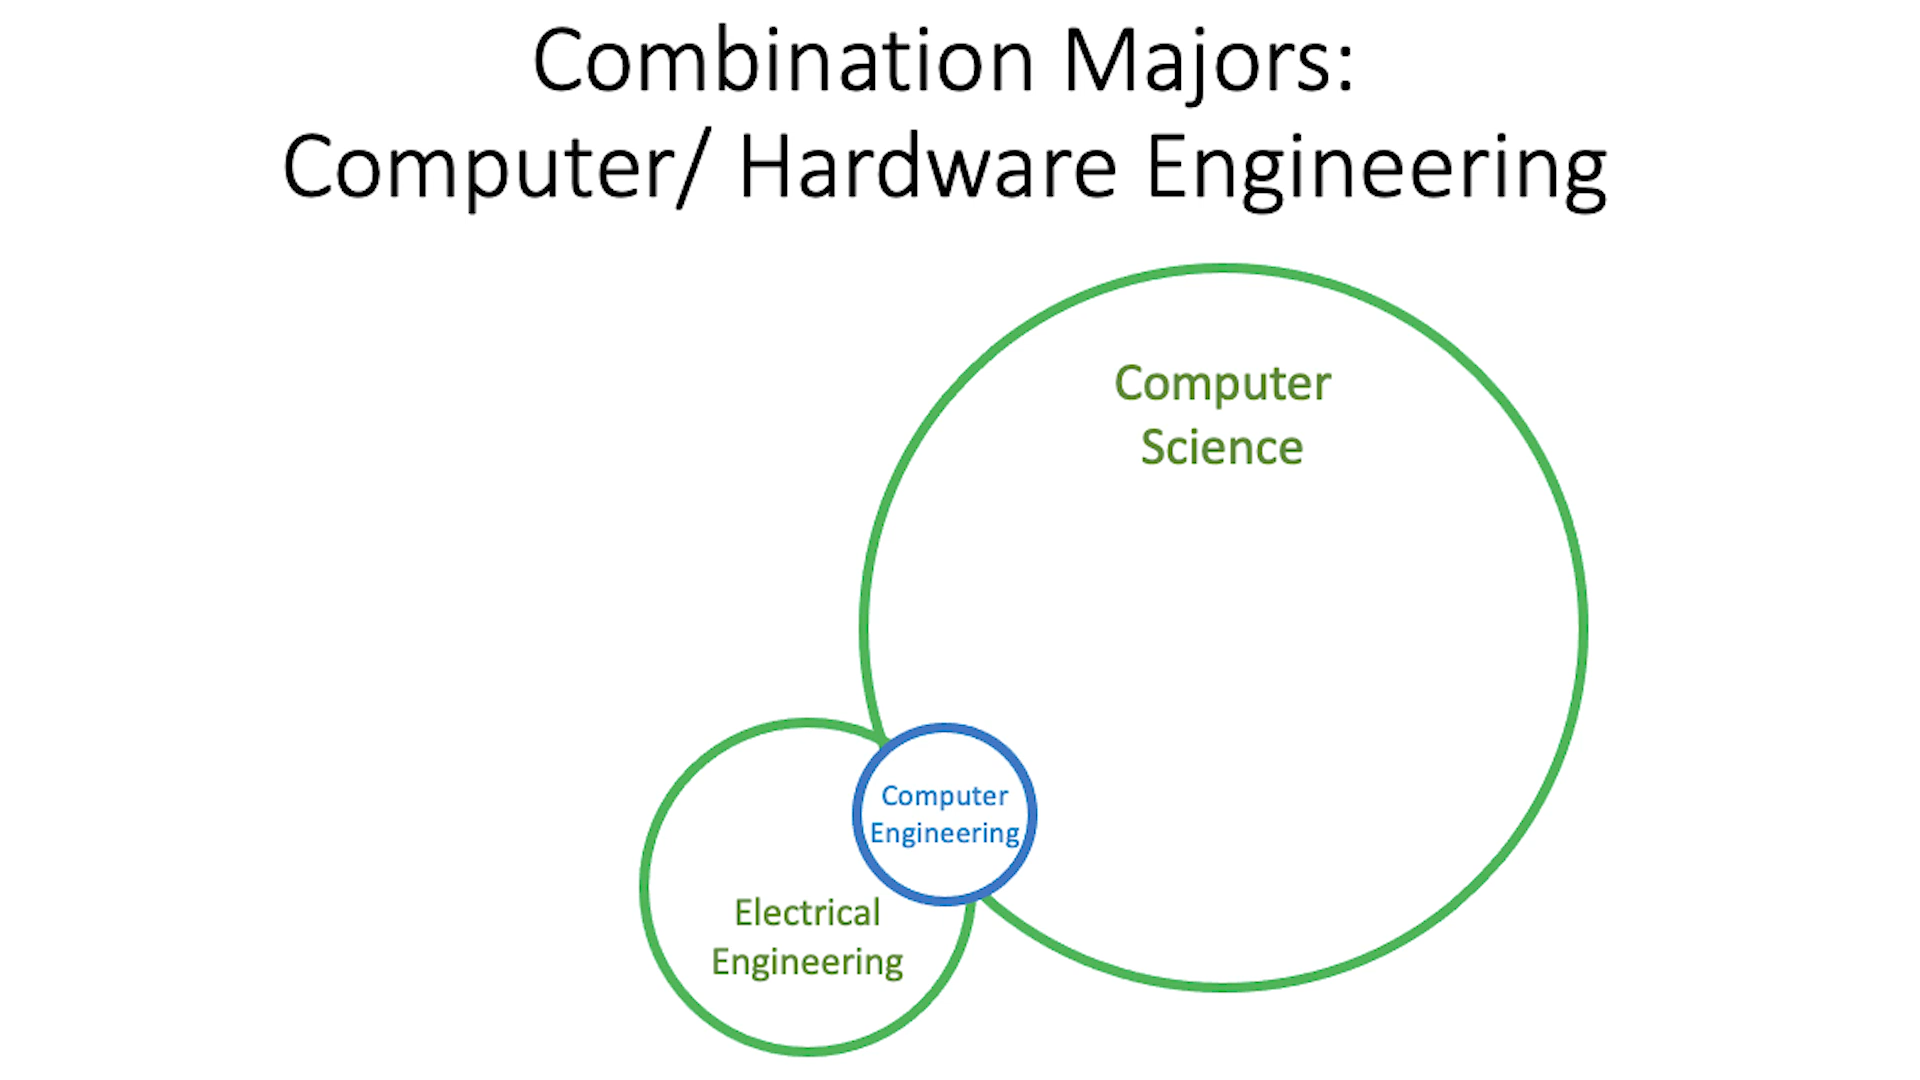 Combination Majors:
Computer/ Hardware Engineering
Computer
Science
Computer
Engineering
Electrical
Engineering